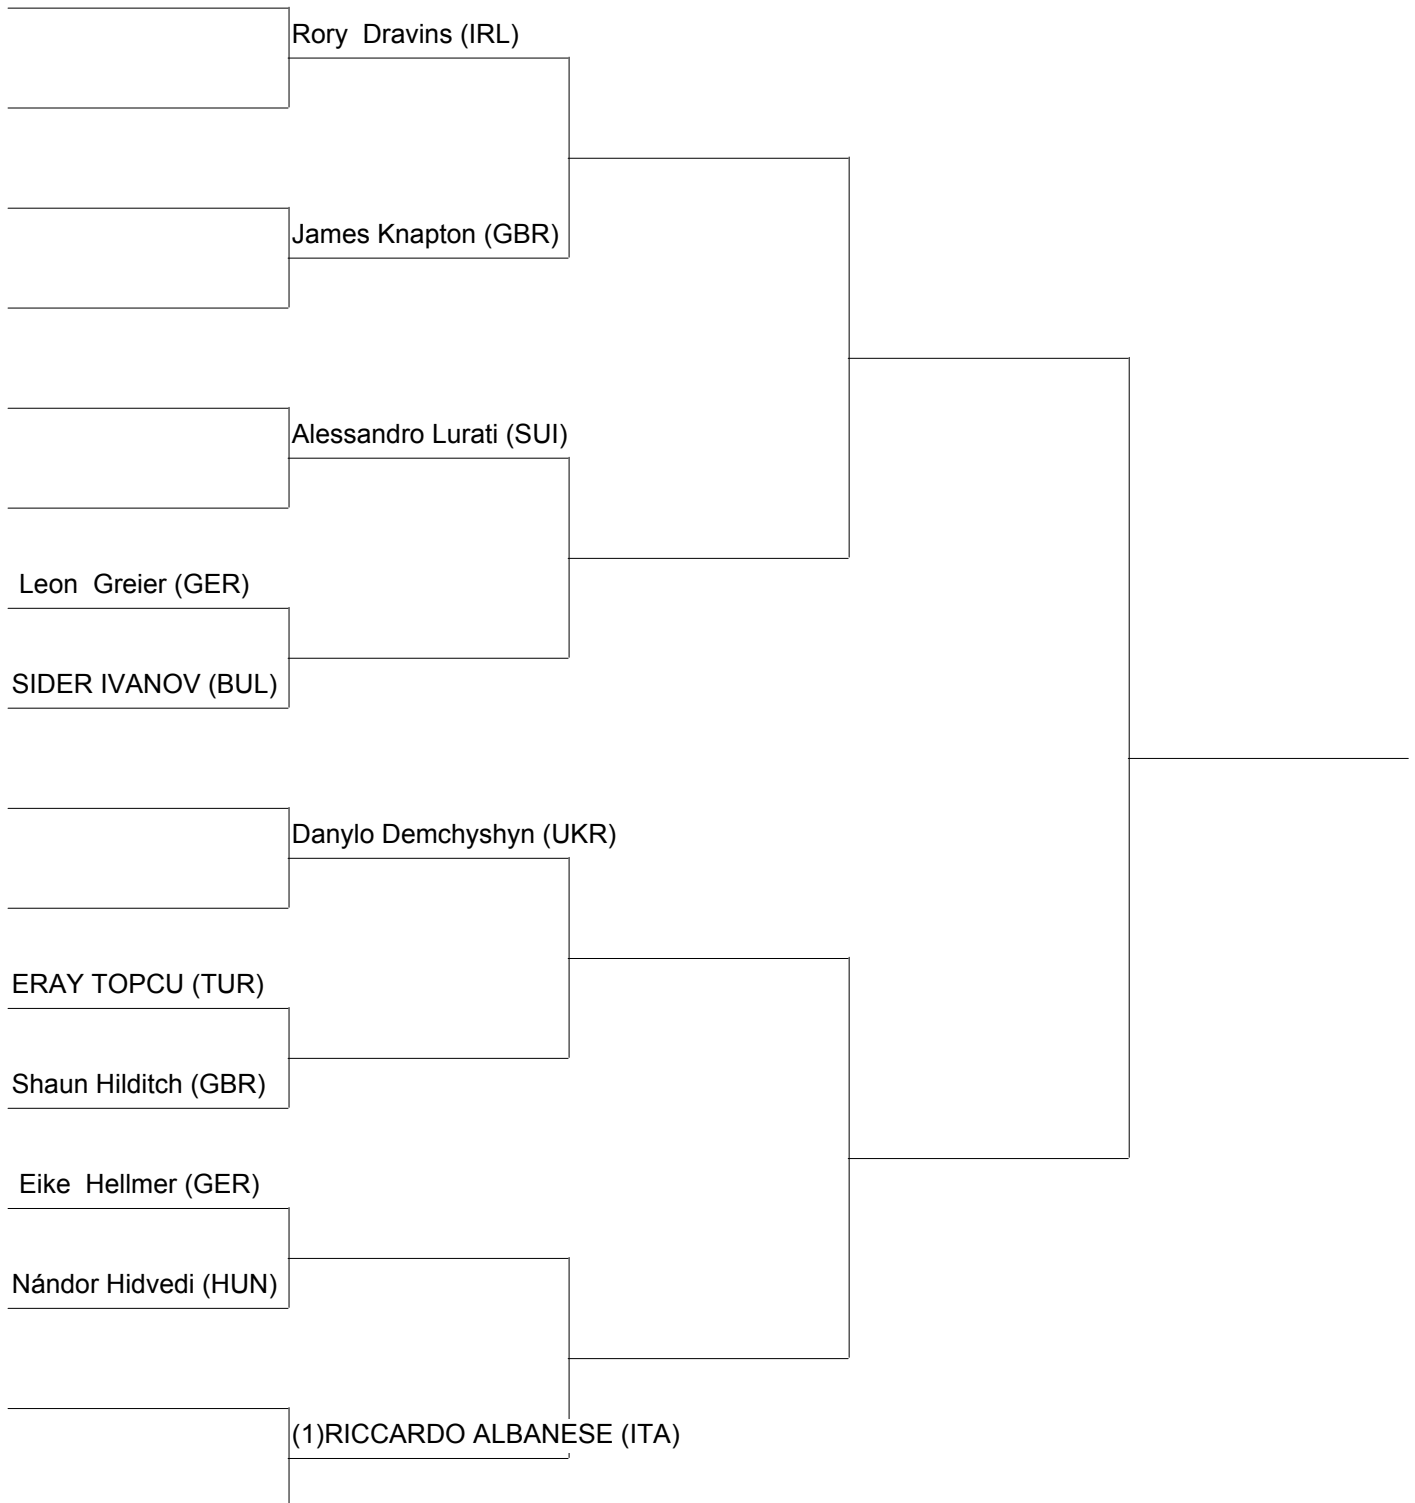 Rory  Dravins (IRL)
James Knapton (GBR)
Alessandro Lurati (SUI)
Leon  Greier (GER)
SIDER IVANOV (BUL)
Danylo Demchyshyn (UKR)
ERAY TOPCU (TUR)
Shaun Hilditch (GBR)
Eike  Hellmer (GER)
Nándor Hidvedi (HUN)
(1)RICCARDO ALBANESE (ITA)